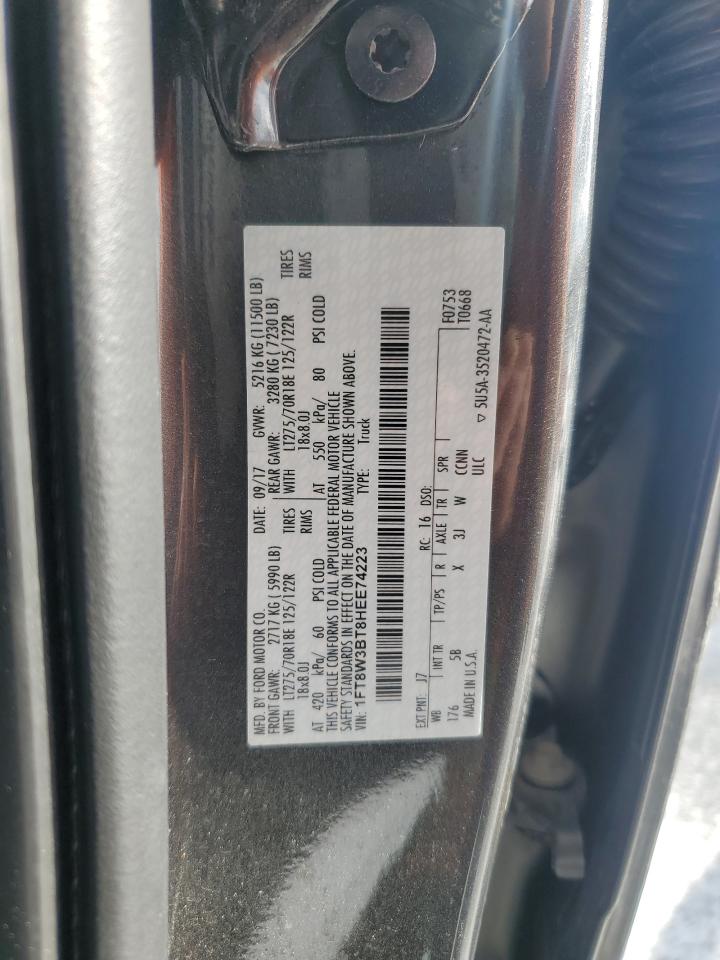 MFD. BY FORD MOTOR CO.
DATE: 09/17 GVWR: 5216 KG (11500 LB)
FRONT GAWR: 2717 KG ( 5990 LB) REAR GAWR: 3280 KG ( 7230 LB)
WITH LT275/70R18E 125/122R TIRES WITH LT275/70R18E 125/122R TIRES
18x8.0J RIMS 18x8.0J RIMS
AT 420 kPa/ 60 PSI COLD AT 550 kPa/ 80 PSI COLD
THIS VEHICLE CONFORMS TO ALL APPLICABLE FEDERAL MOTOR VEHICLE
SAFETY STANDARDS IN EFFECT ON THE DATE OF MANUFACTURE SHOWN ABOVE.
VIN: 1FT8W3BT8HEE74223 TYPE: Truck
F0753
EXT PNT: J7 RC: 16 DSO: T0668
WB INT TR TP/PS R AXLE TR SPR
176 5B X 3J W CCNN
MADE IN U.S.A. ULC
▽ 5U5A-3520472-AA